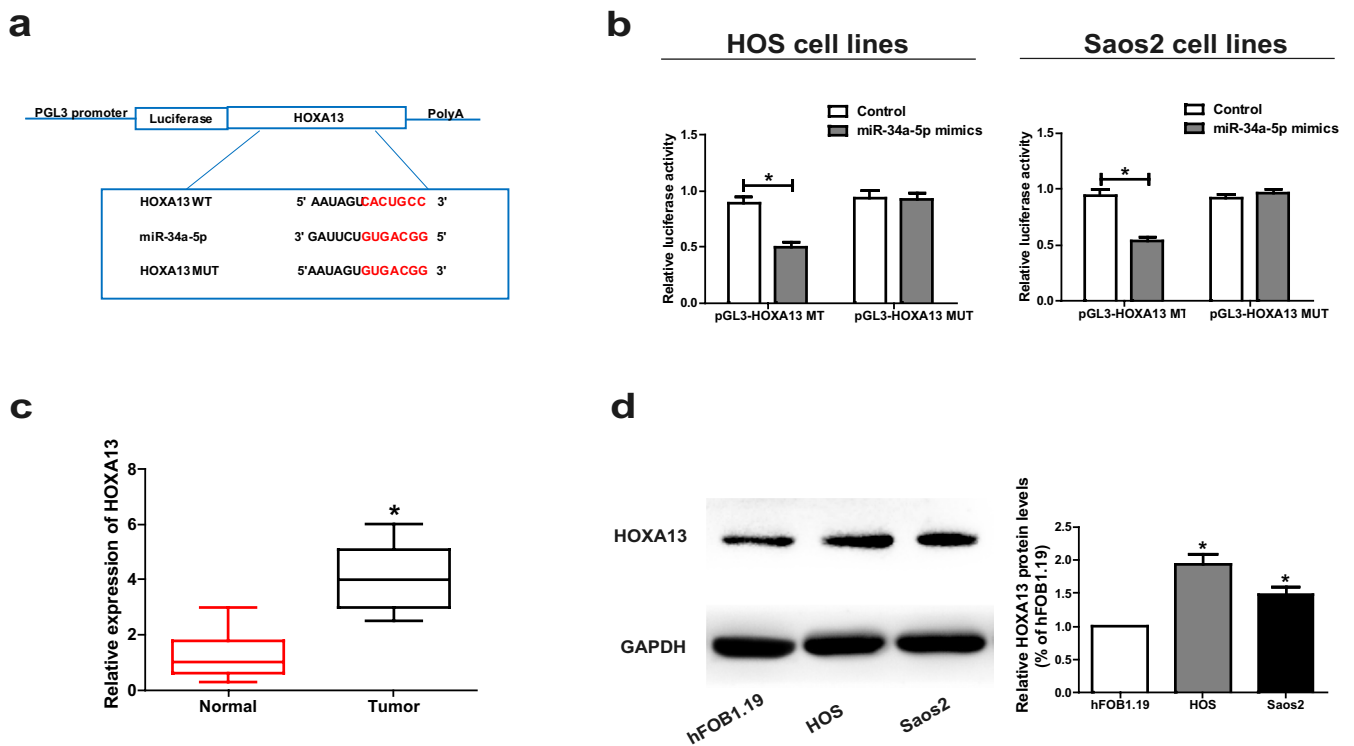 a
PGL3 promoter
Luciferase
HOXA13
PolyA
HOXA13 WT 5' AAUAGUCACUGCC 3'
miR-34a-5p 3' GAUUCUGUGACGG 5'
HOXA13 MUT 5'AAUAGUGUGACGG 3'
b
HOS cell lines
Control
miR-34a-5p mimics
Relative luciferase activity
1.5
1.0
0.5
0.0
*
pGL3-HOXA13 MT
pGL3-HOXA13 MUT
Saos2 cell lines
Control
miR-34a-5p mimics
Relative luciferase activity
1.5
1.0
0.5
0.0
*
pGL3-HOXA13 MT
pGL3-HOXA13 MUT
c
Relative expression of HOXA13
8
6
4
2
0
*
Normal
Tumor
d
HOXA13
GAPDH
hFOB1.19
HOS
Saos2
Relative HOXA13 protein levels
(% of hFOB1.19)
2.5
2.0
1.5
1.0
0.5
0.0
*
*
hFOB1.19
HOS
Saos2